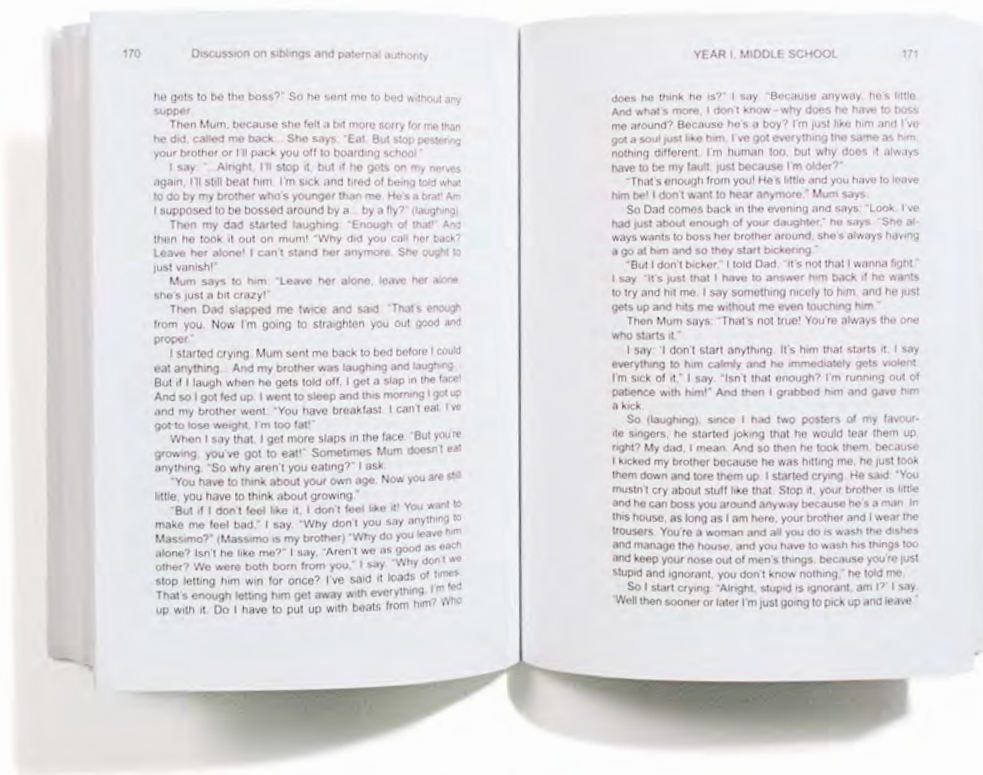 170 Discussion on siblings and paternal authority
he gets to be the boss?" So he sent me to bed without any
supper.
Then Mum, because she felt a bit more sorry for me than
he did, called me back... She says: "Eat. But stop pestering
your brother or I'll pack you off to boarding school."
I say: "...Alright, I'll stop it, but if he gets on my nerves
again, I'll still beat him. I'm sick and tired of being told what
to do by my brother who's younger than me. He's a brat! Am
I supposed to be bossed around by a... by a fly?" (laughing).
Then my dad started laughing: "Enough of that!" And
then he took it out on mum! "Why did you call her back?
Leave her alone! I can't stand her anymore. She ought to
just vanish!"
Mum says to him: "Leave her alone, leave her alone,
she's just a bit crazy!"
Then Dad slapped me twice and said: "That's enough
from you. Now I'm going to straighten you out good and
proper."
I started crying. Mum sent me back to bed before I could
eat anything... And my brother was laughing and laughing...
But if I laugh when he gets told off, I get a slap in the face!
And so I got fed up. I went to sleep and this morning I got up
and my brother went: "You have breakfast. I can't eat. I've
got to lose weight, I'm too fat!"
When I say that, I get more slaps in the face. "But you're
growing, you've got to eat!" Sometimes Mum doesn't eat
anything. "So why aren't you eating?" I ask.
"You have to think about your own age. Now you are still
little, you have to think about growing."
"But if I don't feel like it, I don't feel like it! You want to
make me feel bad," I say. "Why don't you say anything to
Massimo?" (Massimo is my brother) "Why do you leave him
alone? Isn't he like me?" I say, "Aren't we as good as each
other? We were both born from you," I say. "Why don't we
stop letting him win for once? I've said it loads of times.
That's enough letting him get away with everything. I'm fed
up with it. Do I have to put up with beats from him? Who
YEAR I, MIDDLE SCHOOL 171
does he think he is?" I say. "Because anyway, he's little.
And what's more, I don't know – why does he have to boss
me around? Because he's a boy? I'm just like him and I've
got a soul just like him, I've got everything the same as him,
nothing different. I'm human too, but why does it always
have to be my fault, just because I'm older?"
"That's enough from you! He's little and you have to leave
him be! I don't want to hear anymore." Mum says.
So Dad comes back in the evening and says: "Look, I've
had just about enough of your daughter," he says. "She al-
ways wants to boss her brother around, she's always having
a go at him and so they start bickering."
"But I don't bicker," I told Dad, "It's not that I wanna fight."
I say. "It's just that I have to answer him back if he wants
to try and hit me. I say something nicely to him, and he just
gets up and hits me without me even touching him."
Then Mum says: "That's not true! You're always the one
who starts it."
I say: "I don't start anything. It's him that starts it. I say
everything to him calmly and he immediately gets violent.
I'm sick of it," I say. "Isn't that enough? I'm running out of
patience with him!" And then I grabbed him and gave him
a kick.
So (laughing), since I had two posters of my favour-
ite singers, he started joking that he would tear them up,
right? My dad, I mean. And so then he took them, because
I kicked my brother because he was hitting me, he just took
them down and tore them up. I started crying. He said: "You
mustn't cry about stuff like that. Stop it, your brother is little
and he can boss you around anyway because he's a man. In
this house, as long as I am here, your brother and I wear the
trousers. You're a woman and all you do is wash the dishes
and manage the house, and you have to wash his things too
and keep your nose out of men's things, because you're just
stupid and ignorant, you don't know nothing," he told me.
So I start crying: "Alright, stupid is ignorant, am I?" I say.
"Well then sooner or later I'm just going to pick up and leave."